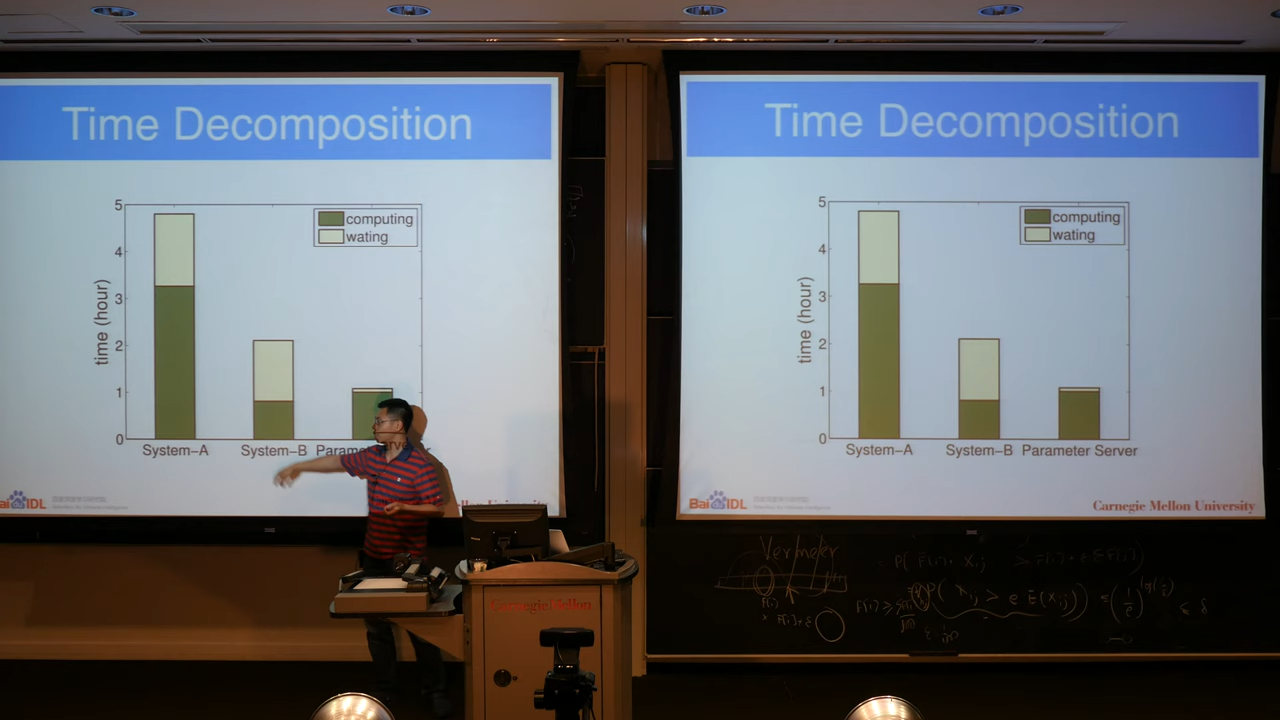 Time Decomposition
5
4
3
2
1
0
time (hour)
computing
wating
System-A
System-B
IDL
Time Decomposition
5
4
3
2
1
0
time (hour)
computing
wating
System-A
System-B
Parameter Server
Bai IDL
Carnegie Mellon University
Carnegie Mellon
Vermeter